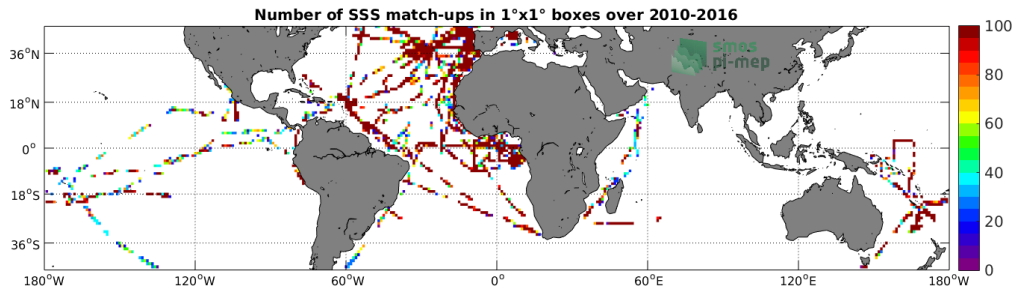 Number of SSS match-ups in 1°x1° boxes over 2010-2016
smos
pi-mep
36°N
18°N
0°
18°S
36°S
180°W
120°W
60°W
0°
60°E
120°E
180°W
100
80
60
40
20
0